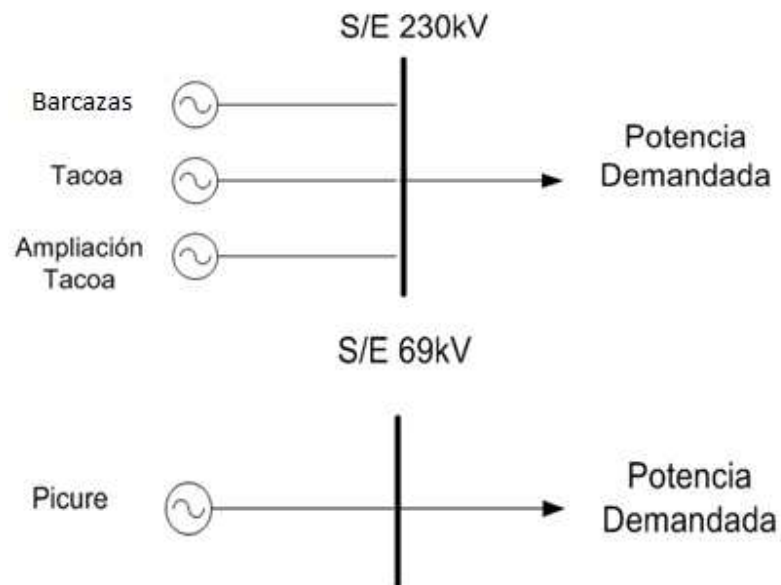 S/E 230kV
Barcazas
Tacoa
Ampliación
Tacoa
Potencia
Demandada
S/E 69kV
Picure
Potencia
Demandada